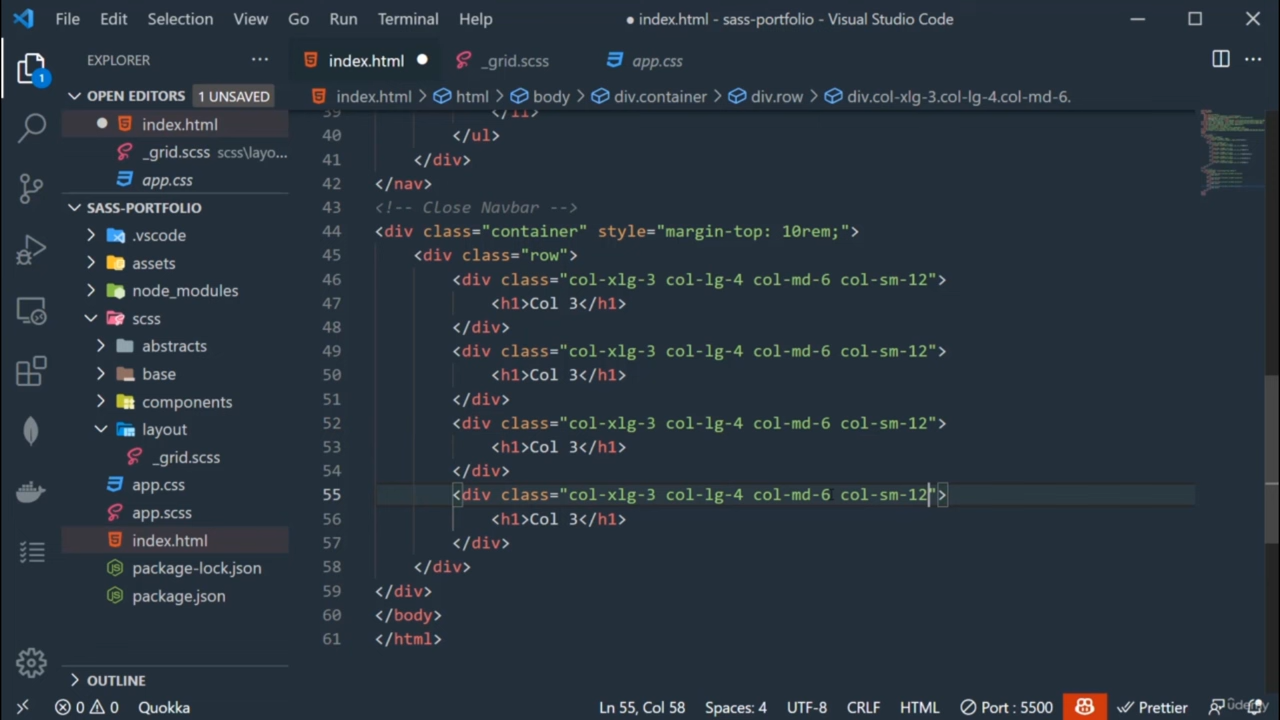 File Edit Selection View Go Run Terminal Help ● index.html - sass-portfolio - Visual Studio Code
EXPLORER ... index.html ● _grid.scss app.css ...
1
OPEN EDITORS 1 UNSAVED index.html > html > body > div.container > div.row > div.col-xlg-3.col-lg-4.col-md-6.
● index.html
_grid.scss scss\layo...
app.css
SASS-PORTFOLIO
.vscode
assets
node_modules
scss
abstracts
base
components
layout
_grid.scss
app.css
app.scss
index.html
package-lock.json
package.json
OUTLINE
39 </li>
40 </ul>
41 </div>
42 </nav>
43 <!-- Close Navbar -->
44 <div class="container" style="margin-top: 10rem;">
45 <div class="row">
46 <div class="col-xlg-3 col-lg-4 col-md-6 col-sm-12">
47 <h1>Col 3</h1>
48 </div>
49 <div class="col-xlg-3 col-lg-4 col-md-6 col-sm-12">
50 <h1>Col 3</h1>
51 </div>
52 <div class="col-xlg-3 col-lg-4 col-md-6 col-sm-12">
53 <h1>Col 3</h1>
54 </div>
55 <div class="col-xlg-3 col-lg-4 col-md-6 col-sm-12">
56 <h1>Col 3</h1>
57 </div>
58 </div>
59 </div>
60 </body>
61 </html>
0 0 Quokka Ln 55, Col 58 Spaces: 4 UTF-8 CRLF HTML Port : 5500 Prettier
udemy